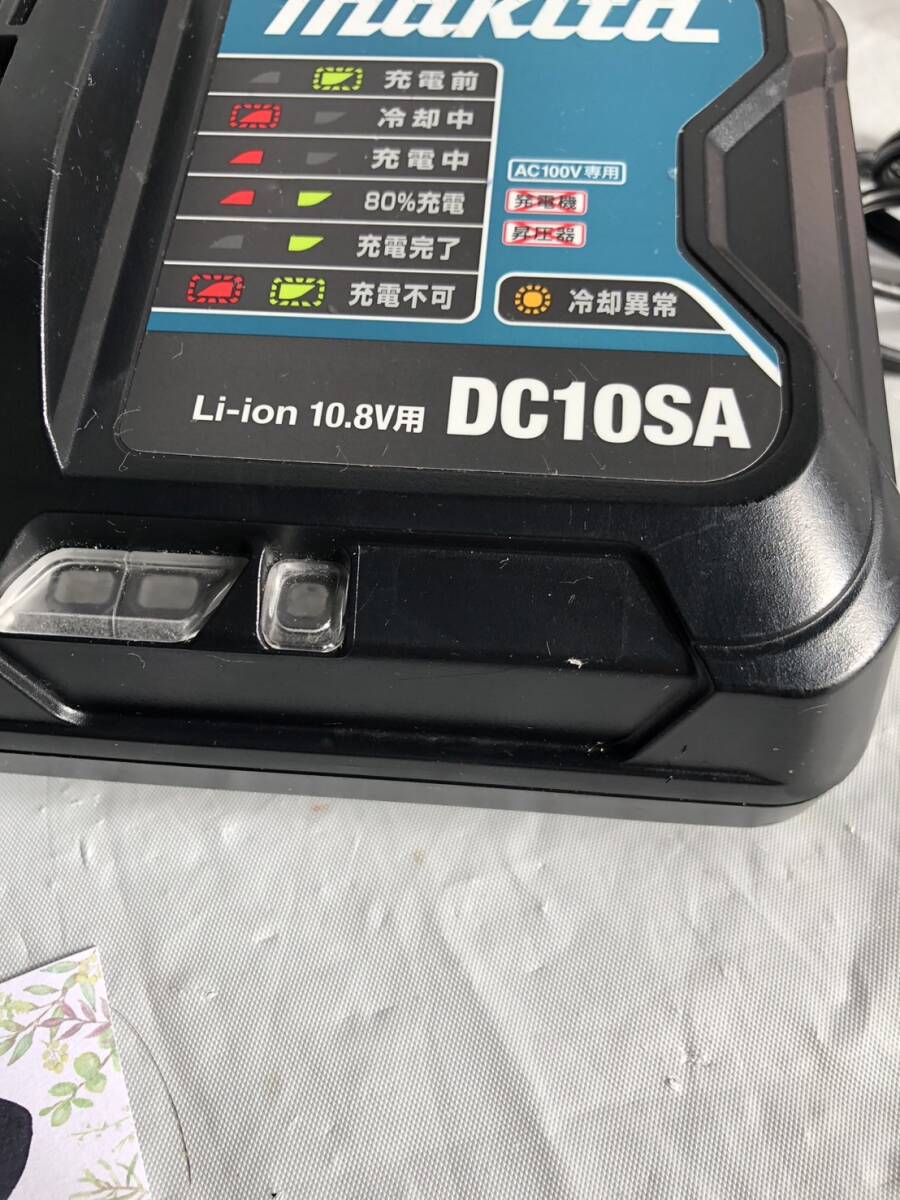 makita
充電前
冷却中
充電中
80%充電
充電完了
充電不可
AC100V専用
発電機
昇圧器
冷却異常
Li-ion 10.8V用 DC10SA